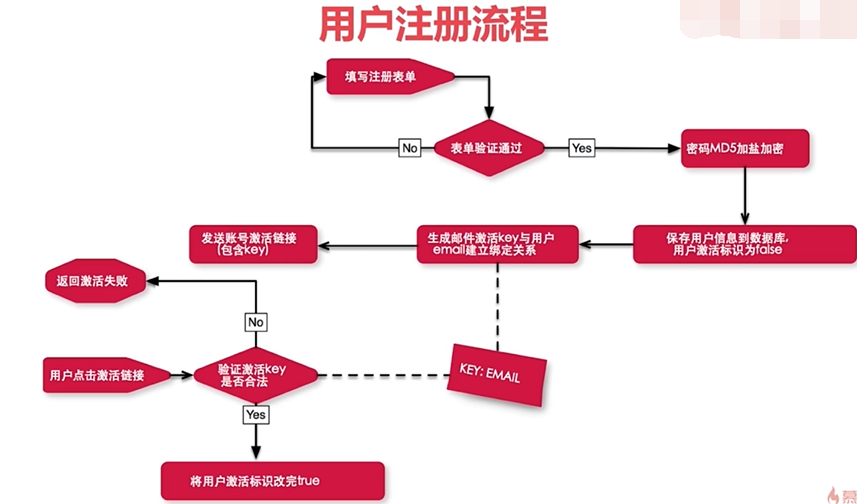 用户注册流程
填写注册表单
No
表单验证通过
Yes
密码MD5加盐加密
发送账号激活链接
(包含key)
生成邮件激活key与用户
email建立绑定关系
保存用户信息到数据库,
用户激活标识为false
返回激活失败
No
用户点击激活链接
验证激活key
是否合法
KEY: EMAIL
Yes
将用户激活标识改完true
慕